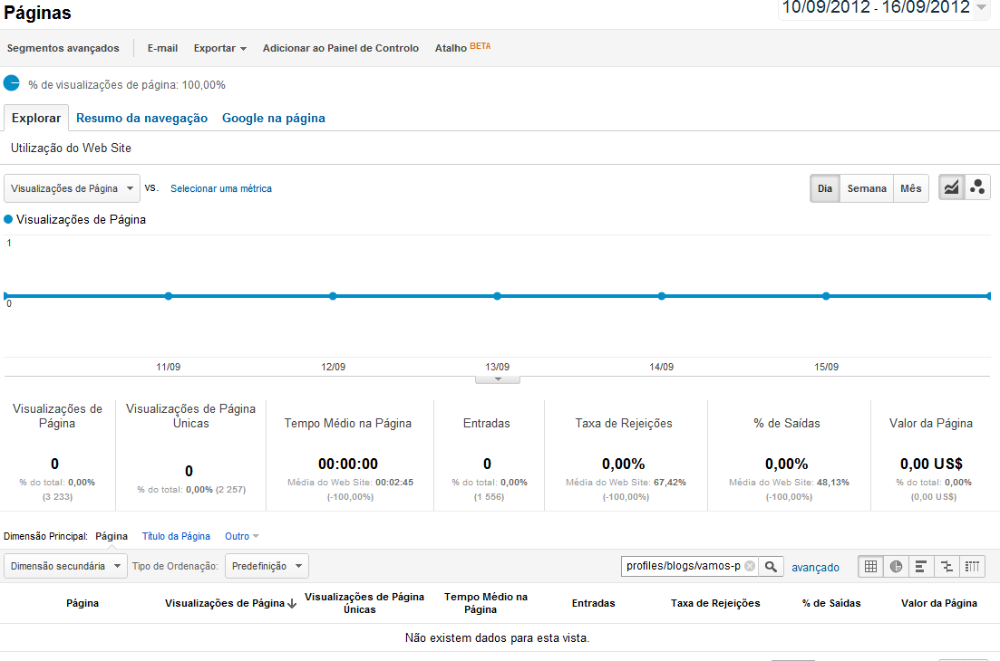 Páginas
10/09/2012 - 16/09/2012
Segmentos avançados E-mail Exportar Adicionar ao Painel de Controlo Atalho BETA
% de visualizações de página: 100,00%
Explorar Resumo da navegação Google na página
Utilização do Web Site
Visualizações de Página vs. Selecionar uma métrica Dia Semana Mês
Visualizações de Página
1
0
11/09 12/09 13/09 14/09 15/09
Visualizações de Página
0
% do total: 0,00%
(3 233)
Visualizações de Página Únicas
0
% do total: 0,00% (2 257)
Tempo Médio na Página
00:00:00
Média do Web Site: 00:02:45
(-100,00%)
Entradas
0
% do total: 0,00%
(1 556)
Taxa de Rejeições
0,00%
Média do Web Site: 67,42%
(-100,00%)
% de Saídas
0,00%
Média do Web Site: 48,13%
(-100,00%)
Valor da Página
0,00 US$
% do total: 0,00%
(0,00 US$)
Dimensão Principal: Página Título da Página Outro
Dimensão secundária Tipo de Ordenação: Predefinição profiles/blogs/vamos-p avançado
Página Visualizações de Página Visualizações de Página Únicas Tempo Médio na Página Entradas Taxa de Rejeições % de Saídas Valor da Página
Não existem dados para esta vista.